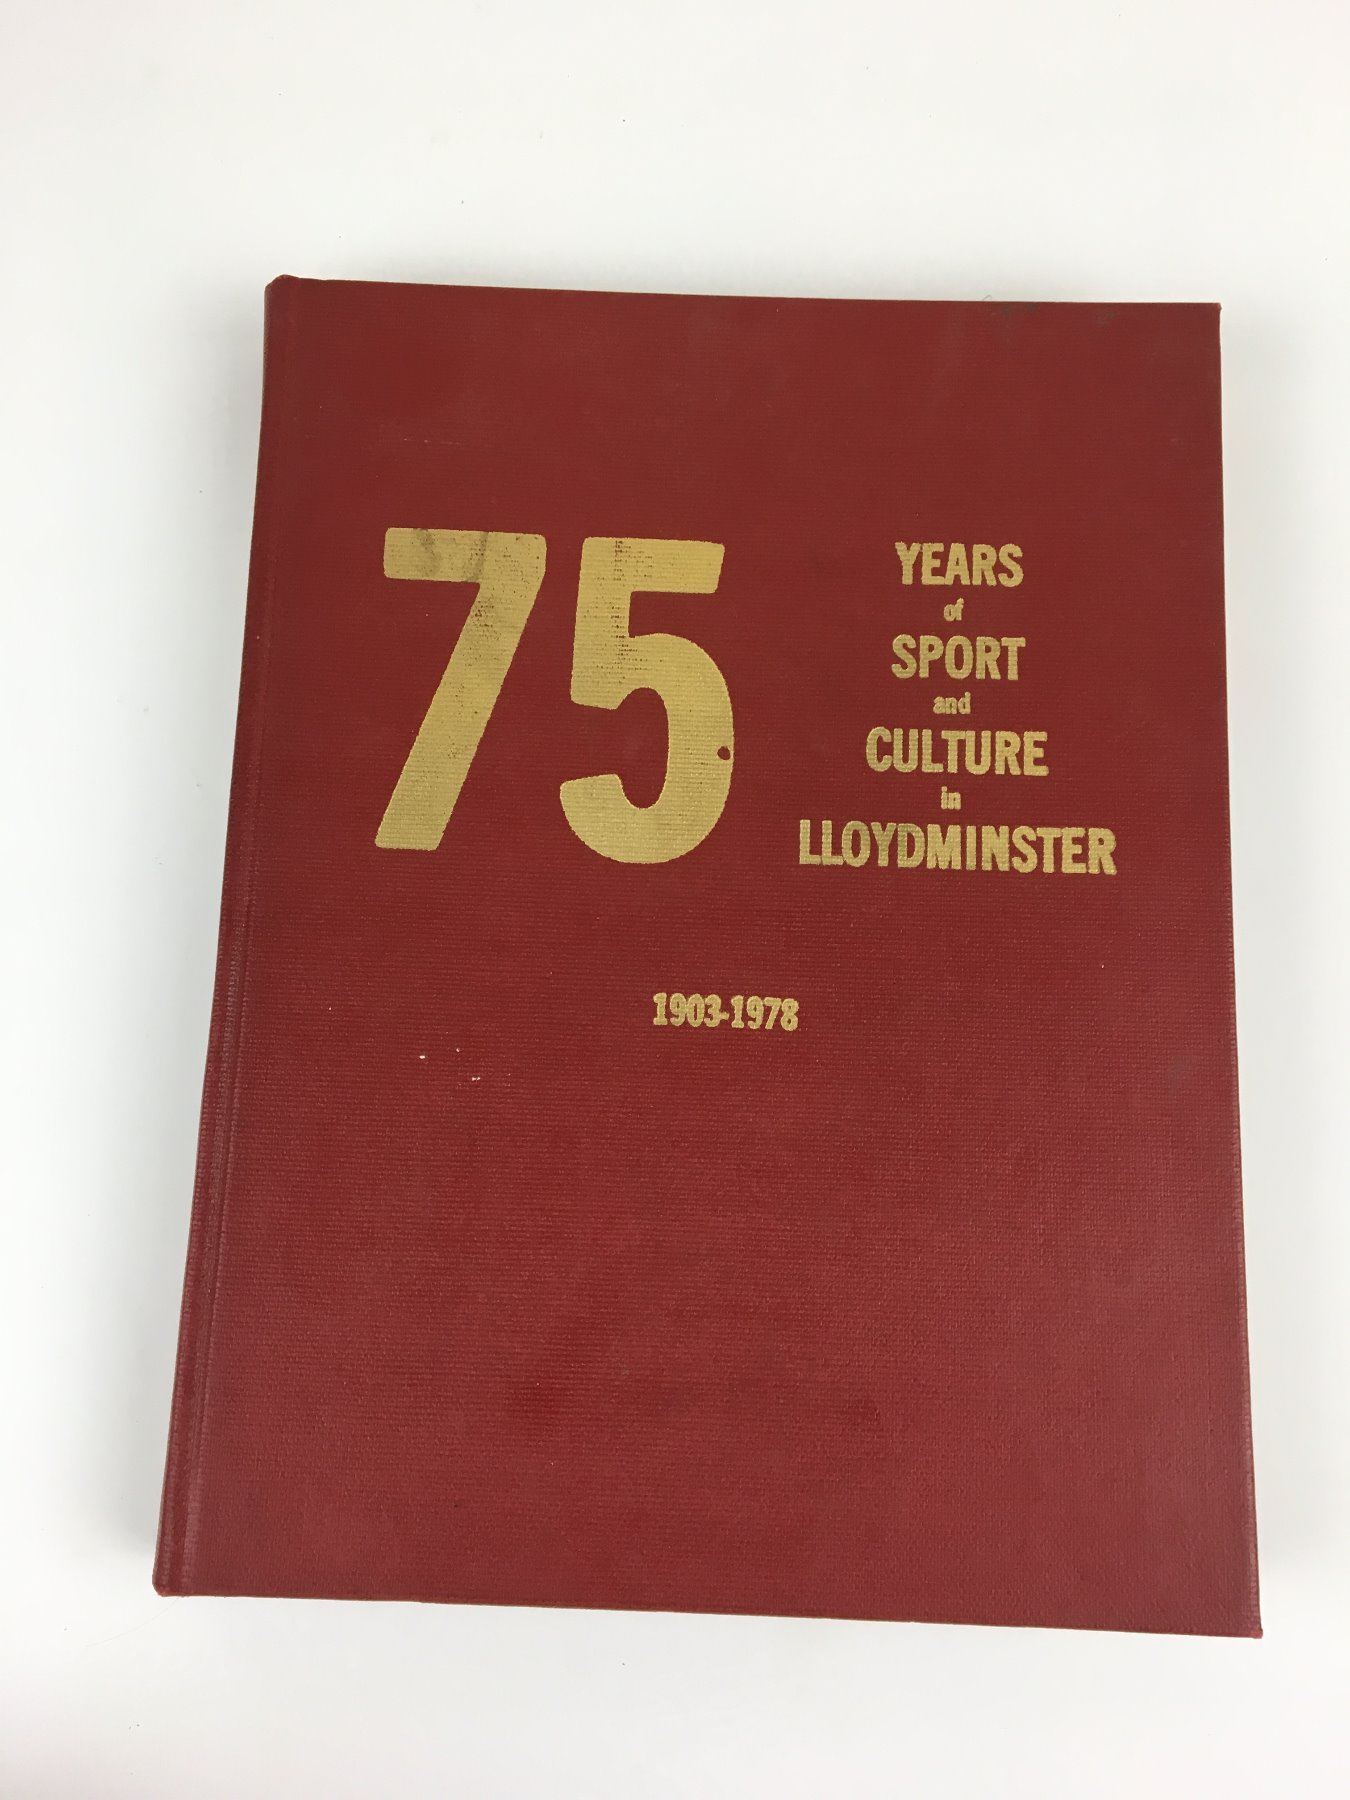 75
YEARS
of
SPORT
and
CULTURE
in
LLOYDMINSTER
1903-1978